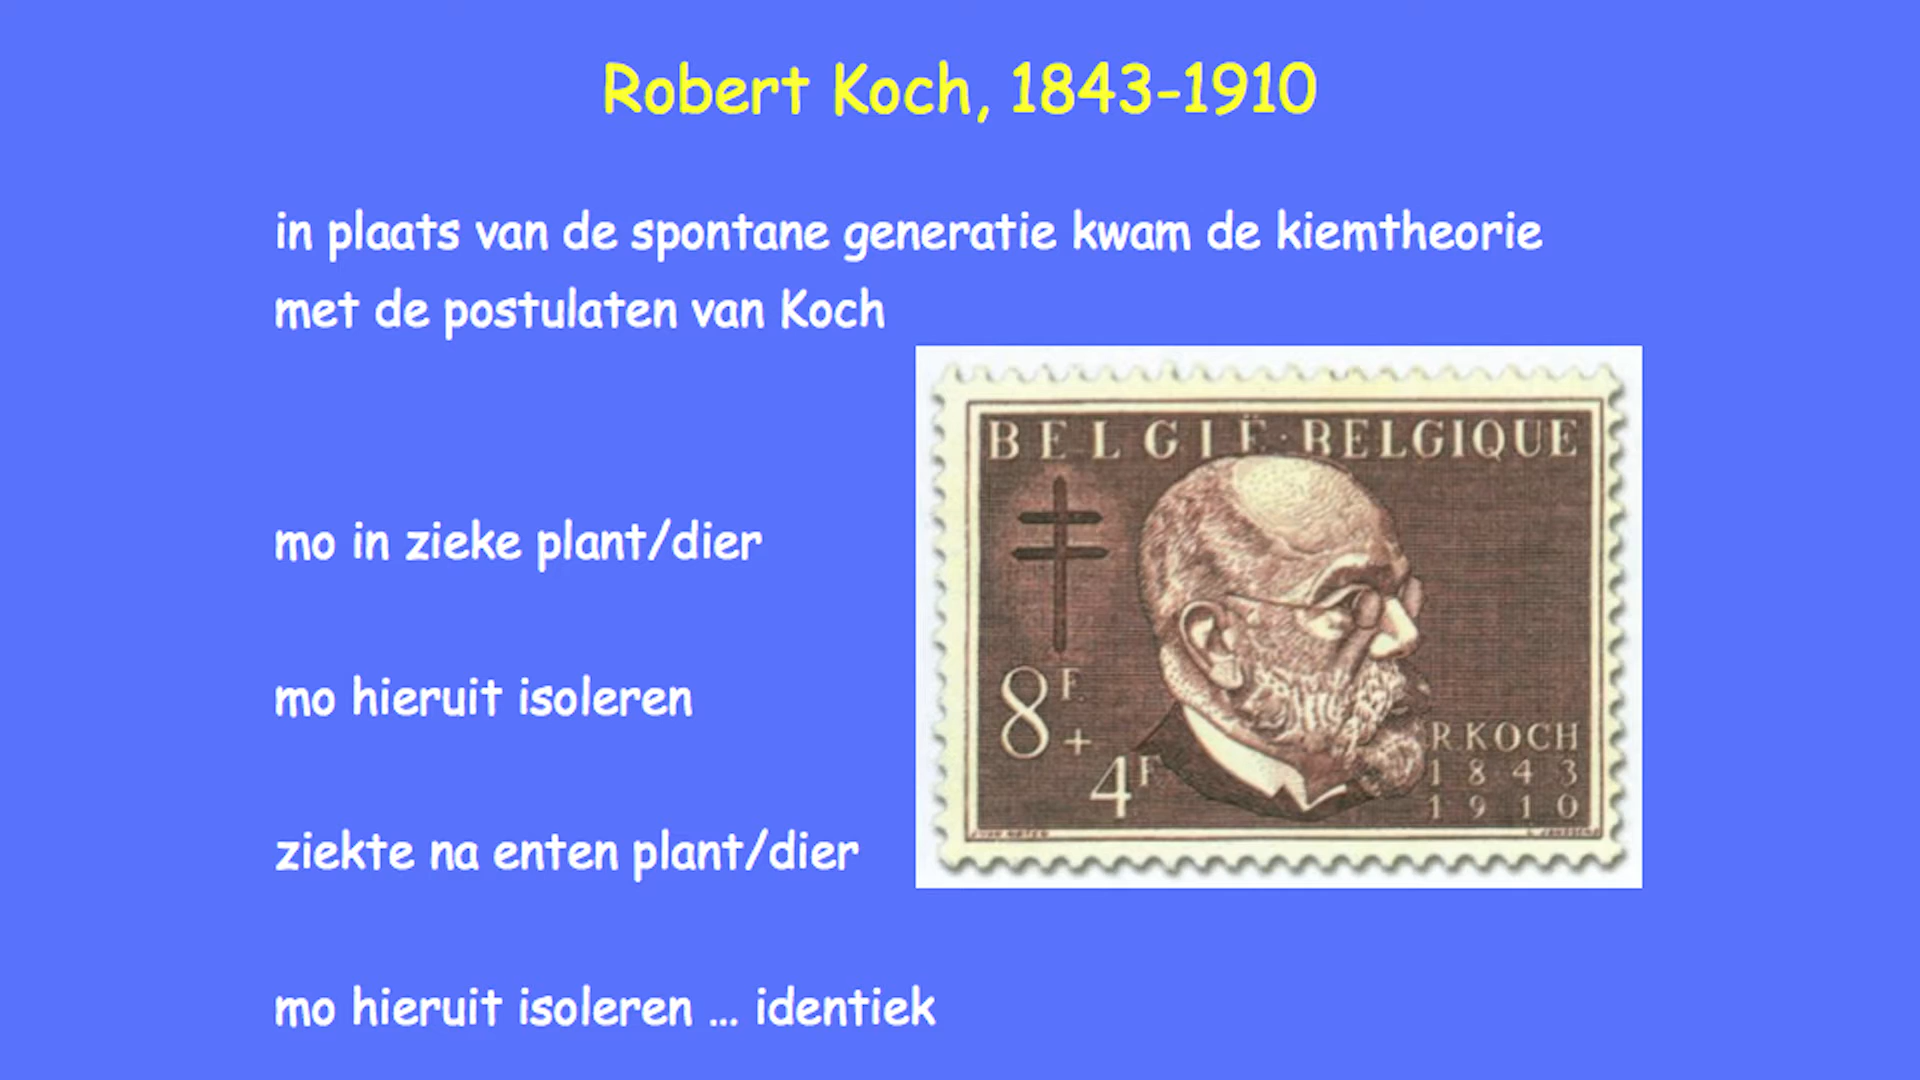 Robert Koch, 1843-1910
in plaats van de spontane generatie kwam de kiemtheorie
met de postulaten van Koch
BELGIË·BELGIQUE
mo in zieke plant/dier
mo hieruit isoleren
8F.
+
4F
R.KOCH
1843
1910
ziekte na enten plant/dier
mo hieruit isoleren ... identiek